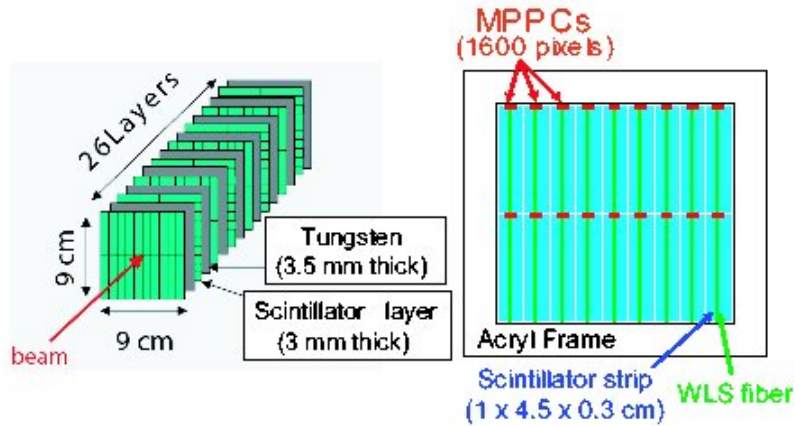 26Layers
9 cm
9 cm
beam
Tungsten
(3.5 mm thick)
Scintillator layer
(3 mm thick)
MPPCs
(1600 pixels)
Acryl Frame
Scintillator strip
(1 x 4.5 x 0.3 cm)
WLS fiber